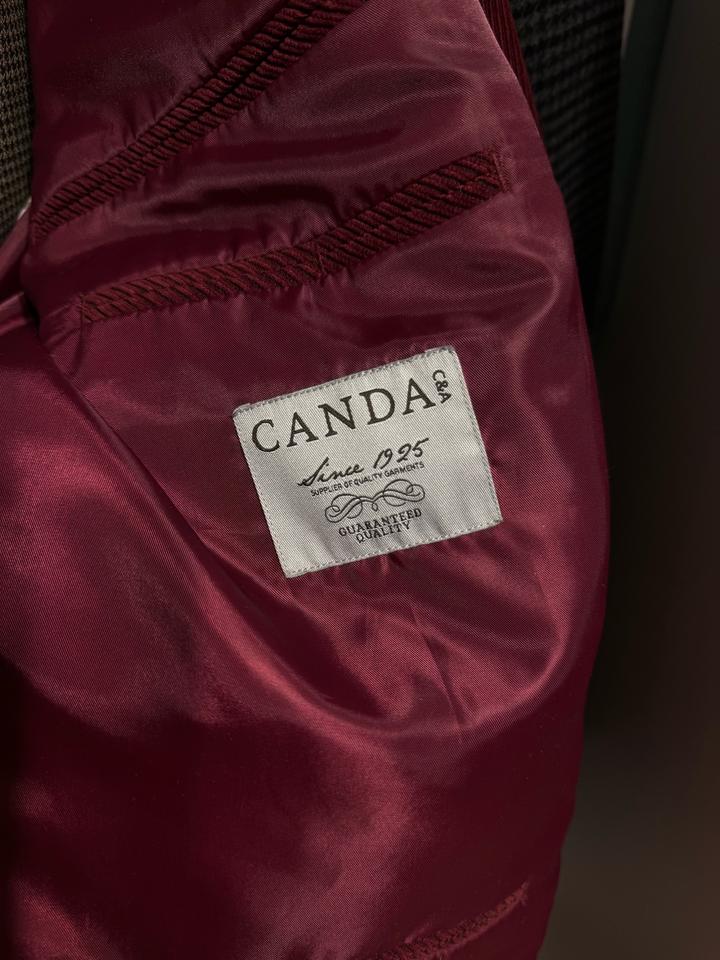 CANDA C&A
Since 1925
SUPPLIER OF QUALITY GARMENTS
GUARANTEED
QUALITY